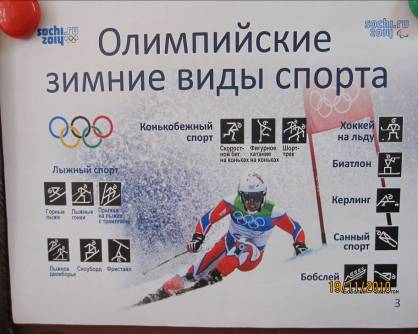 sochi.ru
2014
sochi.ru
2014
Олимпийские
зимние виды спорта
Конькобежный
спорт
Скорост-
ной бег
на коньках
Фигурное
катание
на коньках
Шорт-
трек
Хоккей
на льду
Лыжный спорт
Биатлон
Горные
лыжи
Лыжные
гонки
Прыжки
на лыжах
с трамплина
Керлинг
Санный
спорт
Лыжное
двоеборье
Сноуборд
Фристайл
Бобслей
19/11/2010
3